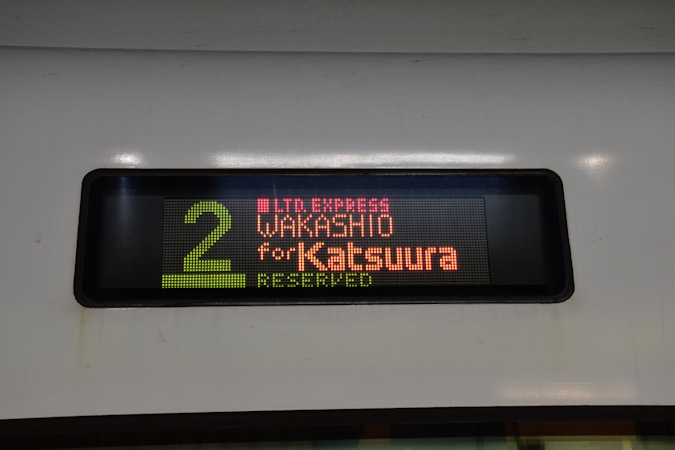 2
LTD. EXPRESS
WAKASHIO
for Katsuura
RESERVED